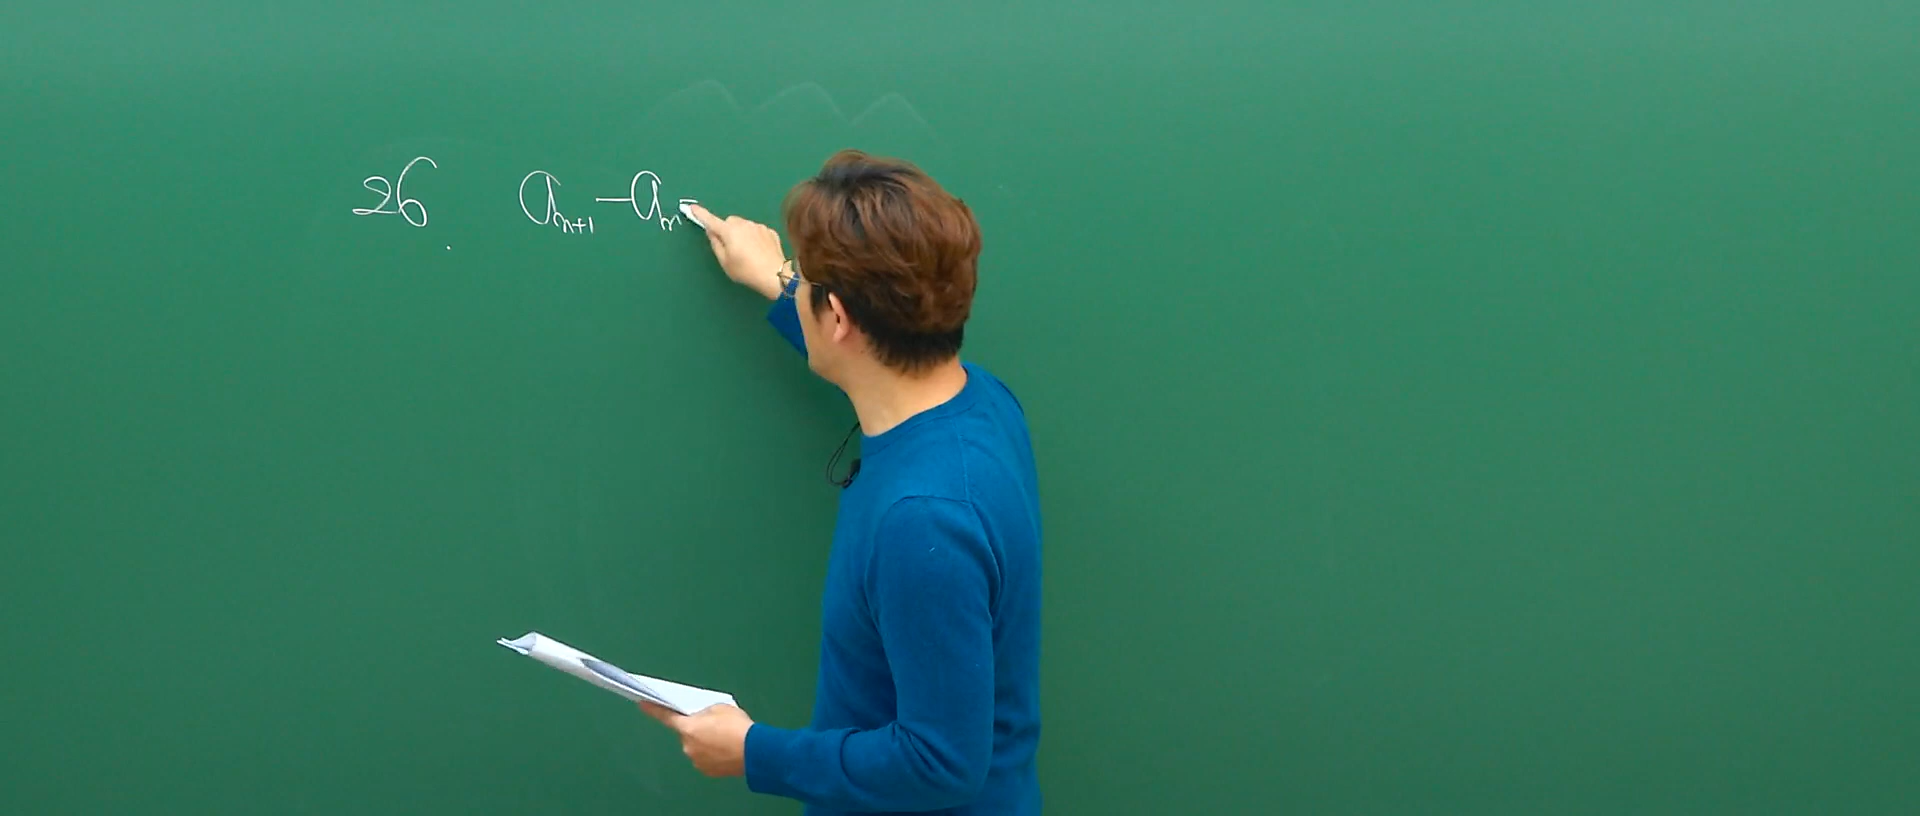 26. aₙ₊₁ - aₙ =